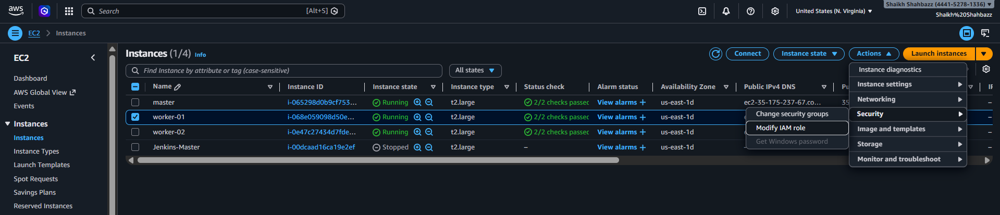 aws
Search
[Alt+S]
United States (N. Virginia)
Shaikh Shahbazz (4441-5278-1336)
Shaikh%20Shahbazz
EC2
Instances
EC2
Dashboard
AWS Global View
Events
Instances
Instances
Instance Types
Launch Templates
Spot Requests
Savings Plans
Reserved Instances
Instances (1/4) Info
Connect
Instance state
Actions
Launch instances
Find Instance by attribute or tag (case-sensitive)
All states
Name Instance ID Instance state Instance type Status check Alarm status Availability Zone Public IPv4 DNS
master i-065298d0b9cf753... Running t2.large 2/2 checks passed View alarms + us-east-1d ec2-35-175-237-67.co... 35
worker-01 i-068e059098d50e... Running t2.large 2/2 checks passed View alarms + us-east-1d –
worker-02 i-0e47c27434d7fde... Running t2.large 2/2 checks passed View alarms + us-east-1d –
Jenkins-Master i-00dcaad16ca19e2ef Stopped t2.large – View alarms + us-east-1d – –
Instance diagnostics
Instance settings
Networking
Security
Image and templates
Storage
Monitor and troubleshoot
Change security groups
Modify IAM role
Get Windows password